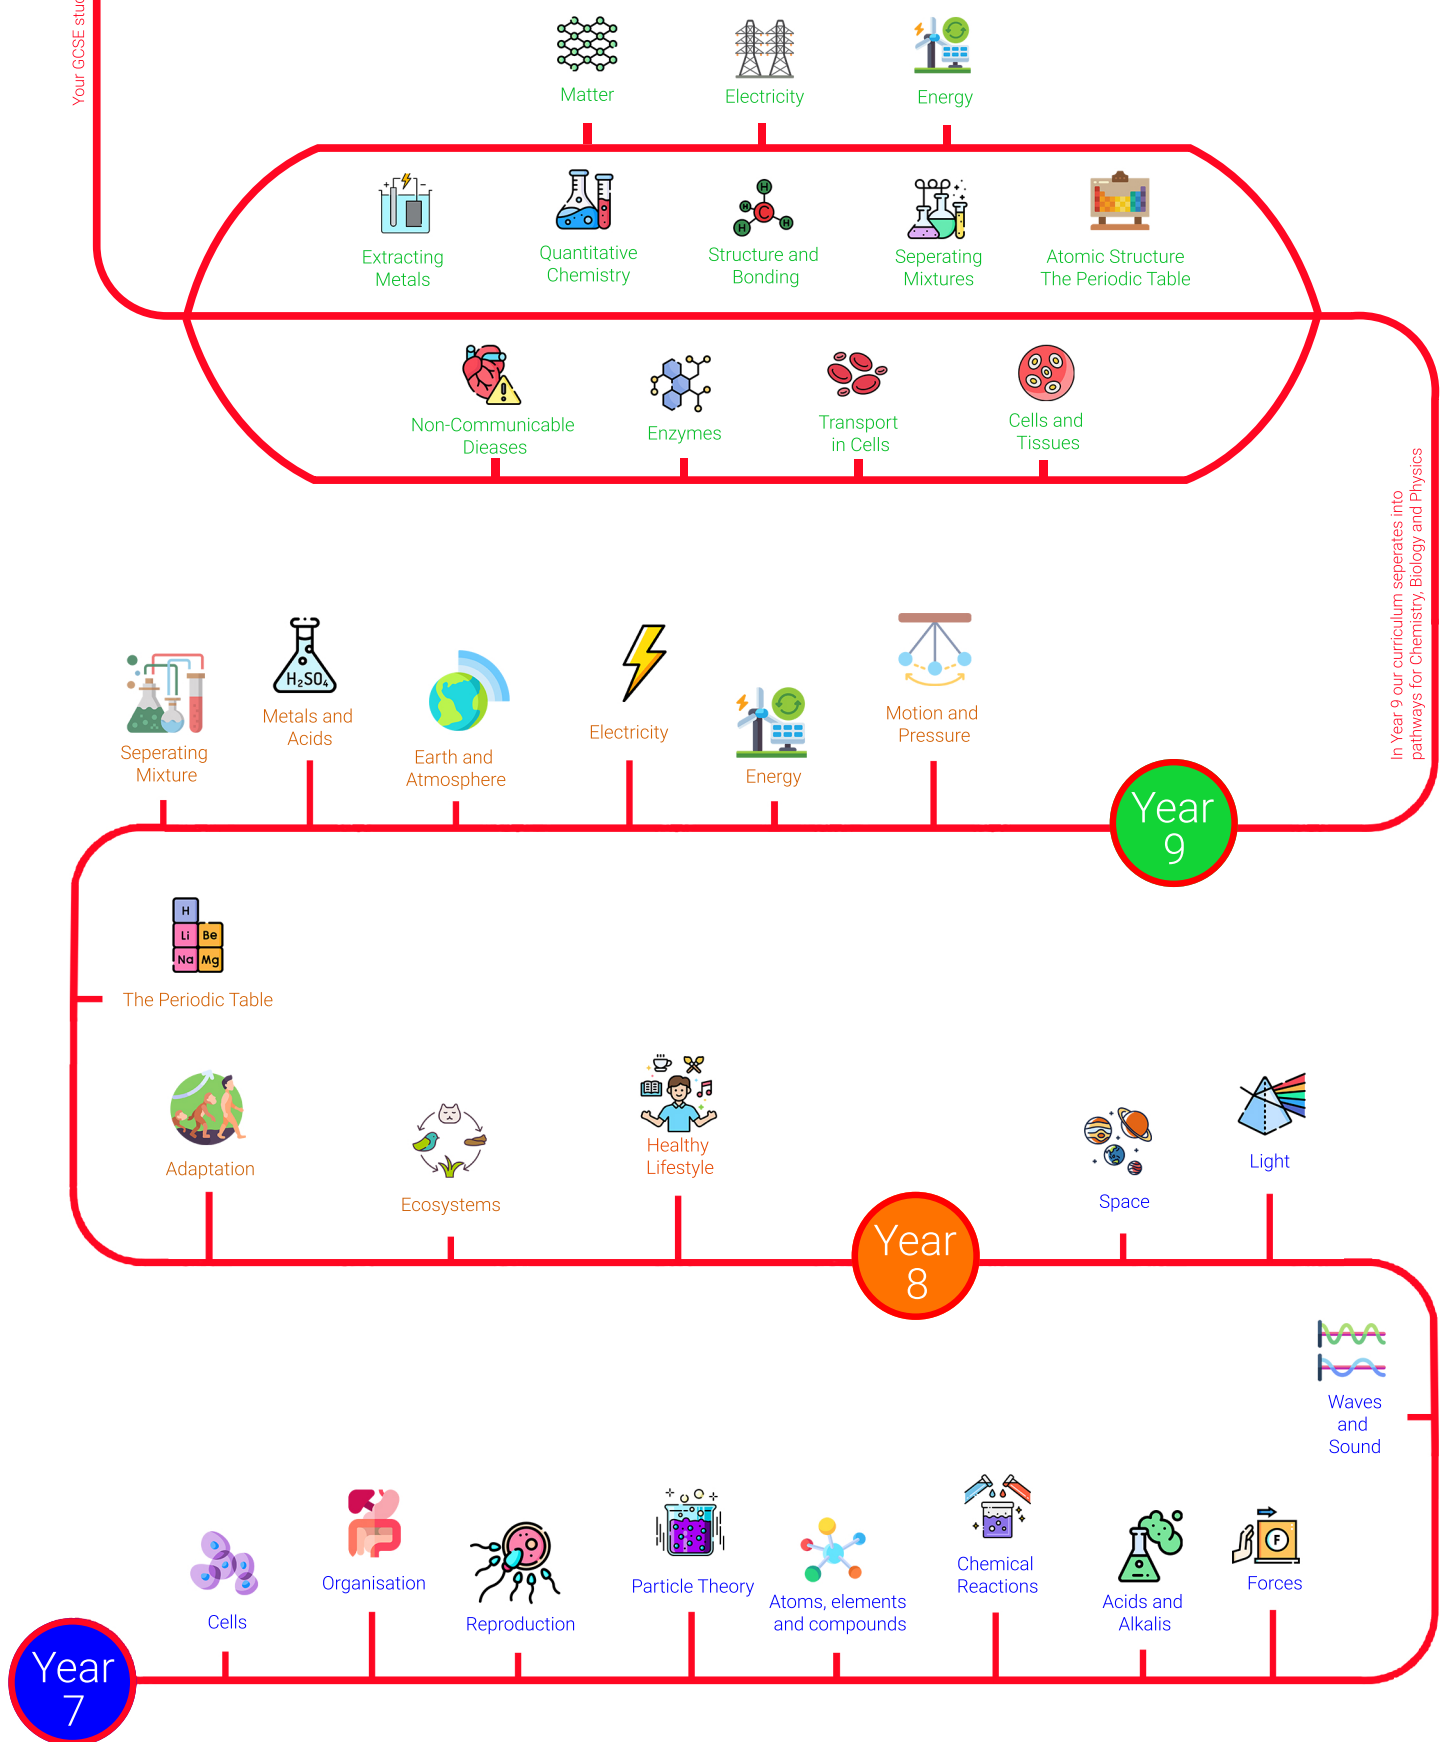 Your GCSE
Matter
Electricity
Energy
Extracting
Metals
Quantitative
Chemistry
Structure and
Bonding
Seperating
Mixtures
Atomic Structure
The Periodic Table
H
H
C
H
H
Non-Communicable
Dieases
Enzymes
Transport
in Cells
Cells and
Tissues
In Year 9 our curriculum seperates into
pathways for Chemistry, Biology and Physics
Seperating
Mixture
H₂SO₄
Metals and
Acids
Earth and
Atmosphere
Electricity
Energy
Motion and
Pressure
Year
9
H
Li Be
Na Mg
The Periodic Table
Adaptation
Ecosystems
Healthy
Lifestyle
Year
8
Space
Light
Waves
and
Sound
Cells
Organisation
Reproduction
Particle Theory
Atoms, elements
and compounds
Chemical
Reactions
Acids and
Alkalis
F
Forces
Year
7